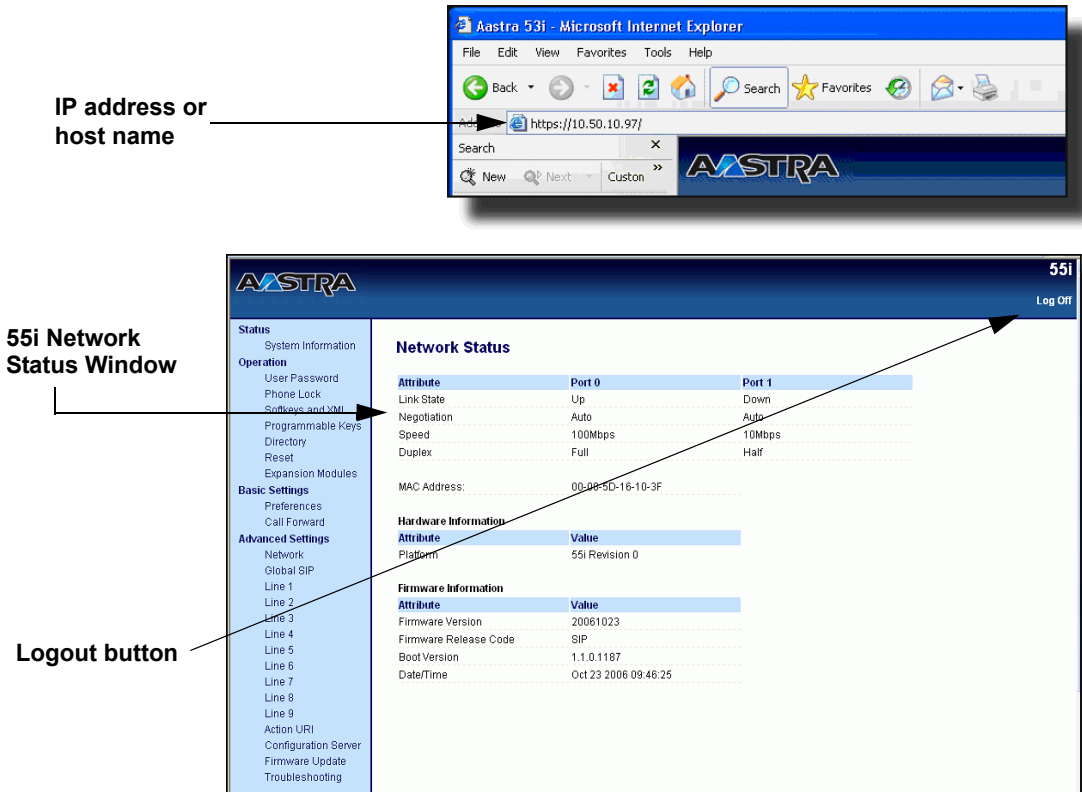 Aastra 53i - Microsoft Internet Explorer
File Edit View Favorites Tools Help
Back Search Favorites
IP address or
host name
https://10.50.10.97/
Search ×
New Next Custon »
AASTRA
AASTRA
55i
Log Off
55i Network
Status Window
Logout button
Status
System Information
Operation
User Password
Phone Lock
Softkeys and XML
Programmable Keys
Directory
Reset
Expansion Modules
Basic Settings
Preferences
Call Forward
Advanced Settings
Network
Global SIP
Line 1
Line 2
Line 3
Line 4
Line 5
Line 6
Line 7
Line 8
Line 9
Action URI
Configuration Server
Firmware Update
Troubleshooting
Network Status
Attribute Port 0 Port 1
Link State Up Down
Negotiation Auto Auto
Speed 100Mbps 10Mbps
Duplex Full Half
MAC Address: 00-08-5D-16-10-3F
Hardware Information
Attribute Value
Platform 55i Revision 0
Firmware Information
Attribute Value
Firmware Version 20061023
Firmware Release Code SIP
Boot Version 1.1.0.1187
Date/Time Oct 23 2006 09:46:25